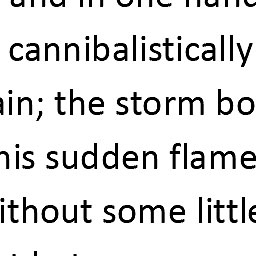 and in one hand
cannibalistically
ain; the storm bo
his sudden flame
ithout some little